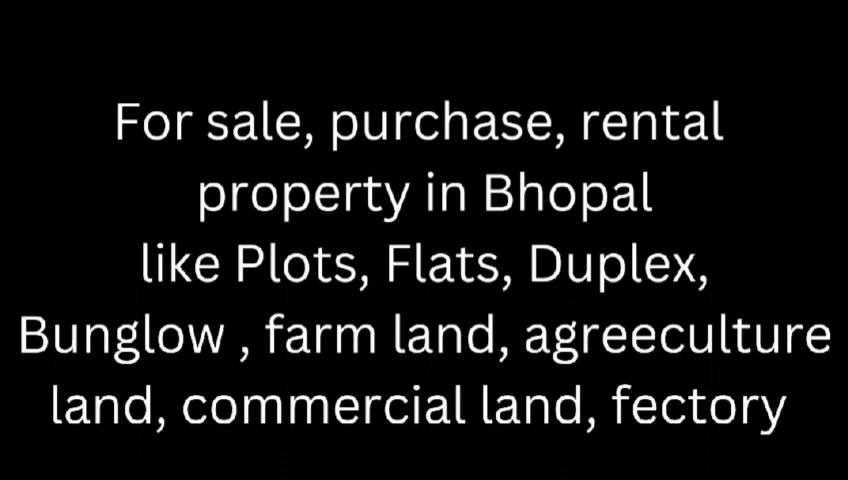 For sale, purchase, rental
property in Bhopal
like Plots, Flats, Duplex,
Bunglow , farm land, agreeculture
land, commercial land, fectory